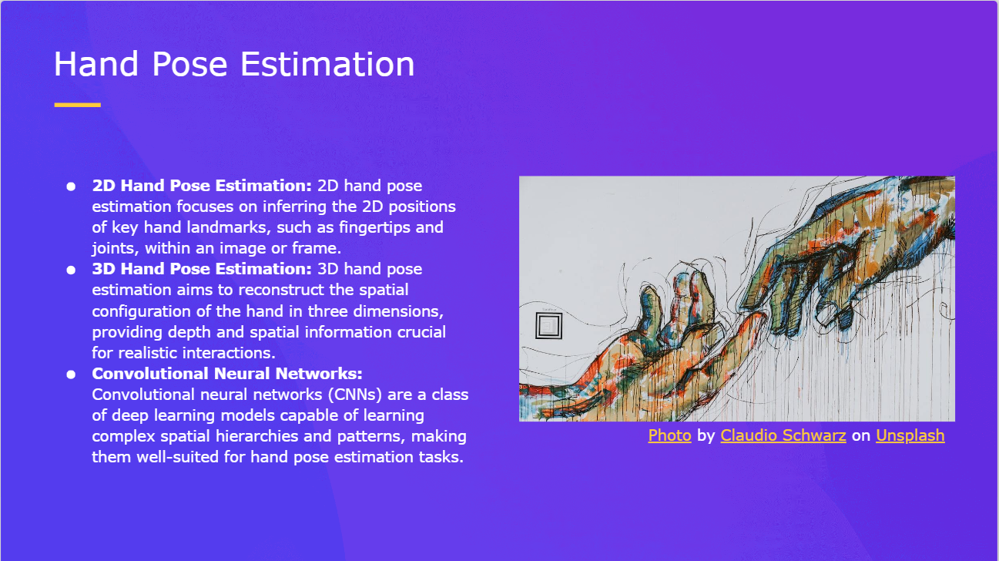 Hand Pose Estimation
● 2D Hand Pose Estimation: 2D hand pose
estimation focuses on inferring the 2D positions
of key hand landmarks, such as fingertips and
joints, within an image or frame.
● 3D Hand Pose Estimation: 3D hand pose
estimation aims to reconstruct the spatial
configuration of the hand in three dimensions,
providing depth and spatial information crucial
for realistic interactions.
● Convolutional Neural Networks:
Convolutional neural networks (CNNs) are a class
of deep learning models capable of learning
complex spatial hierarchies and patterns, making
them well-suited for hand pose estimation tasks.
Photo by Claudio Schwarz on Unsplash